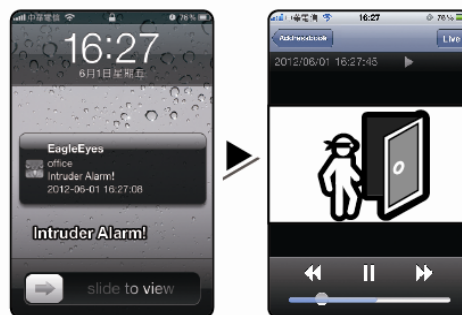 中華電信
76%
16:27
6月1日星期五
EagleEyes
office
Intruder Alarm!
2012-06-01 16:27:08
Intruder Alarm!
slide to view
中華電信
16:27
76%
Addressbook
Live
2012/06/01 16:27:45